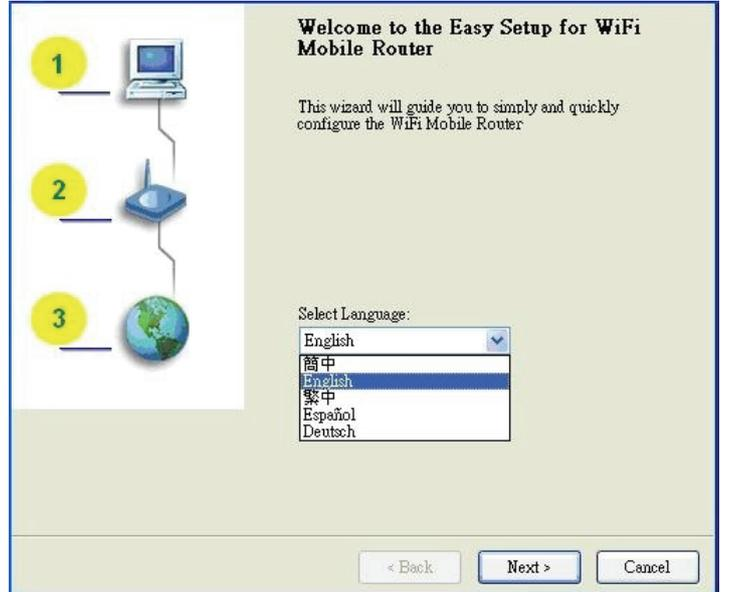 Welcome to the Easy Setup for WiFi
Mobile Router
This wizard will guide you to simply and quickly
configure the WiFi Mobile Router
1
2
3
Select Language:
English
簡中
English
繁中
Español
Deutsch
< Back
Next >
Cancel